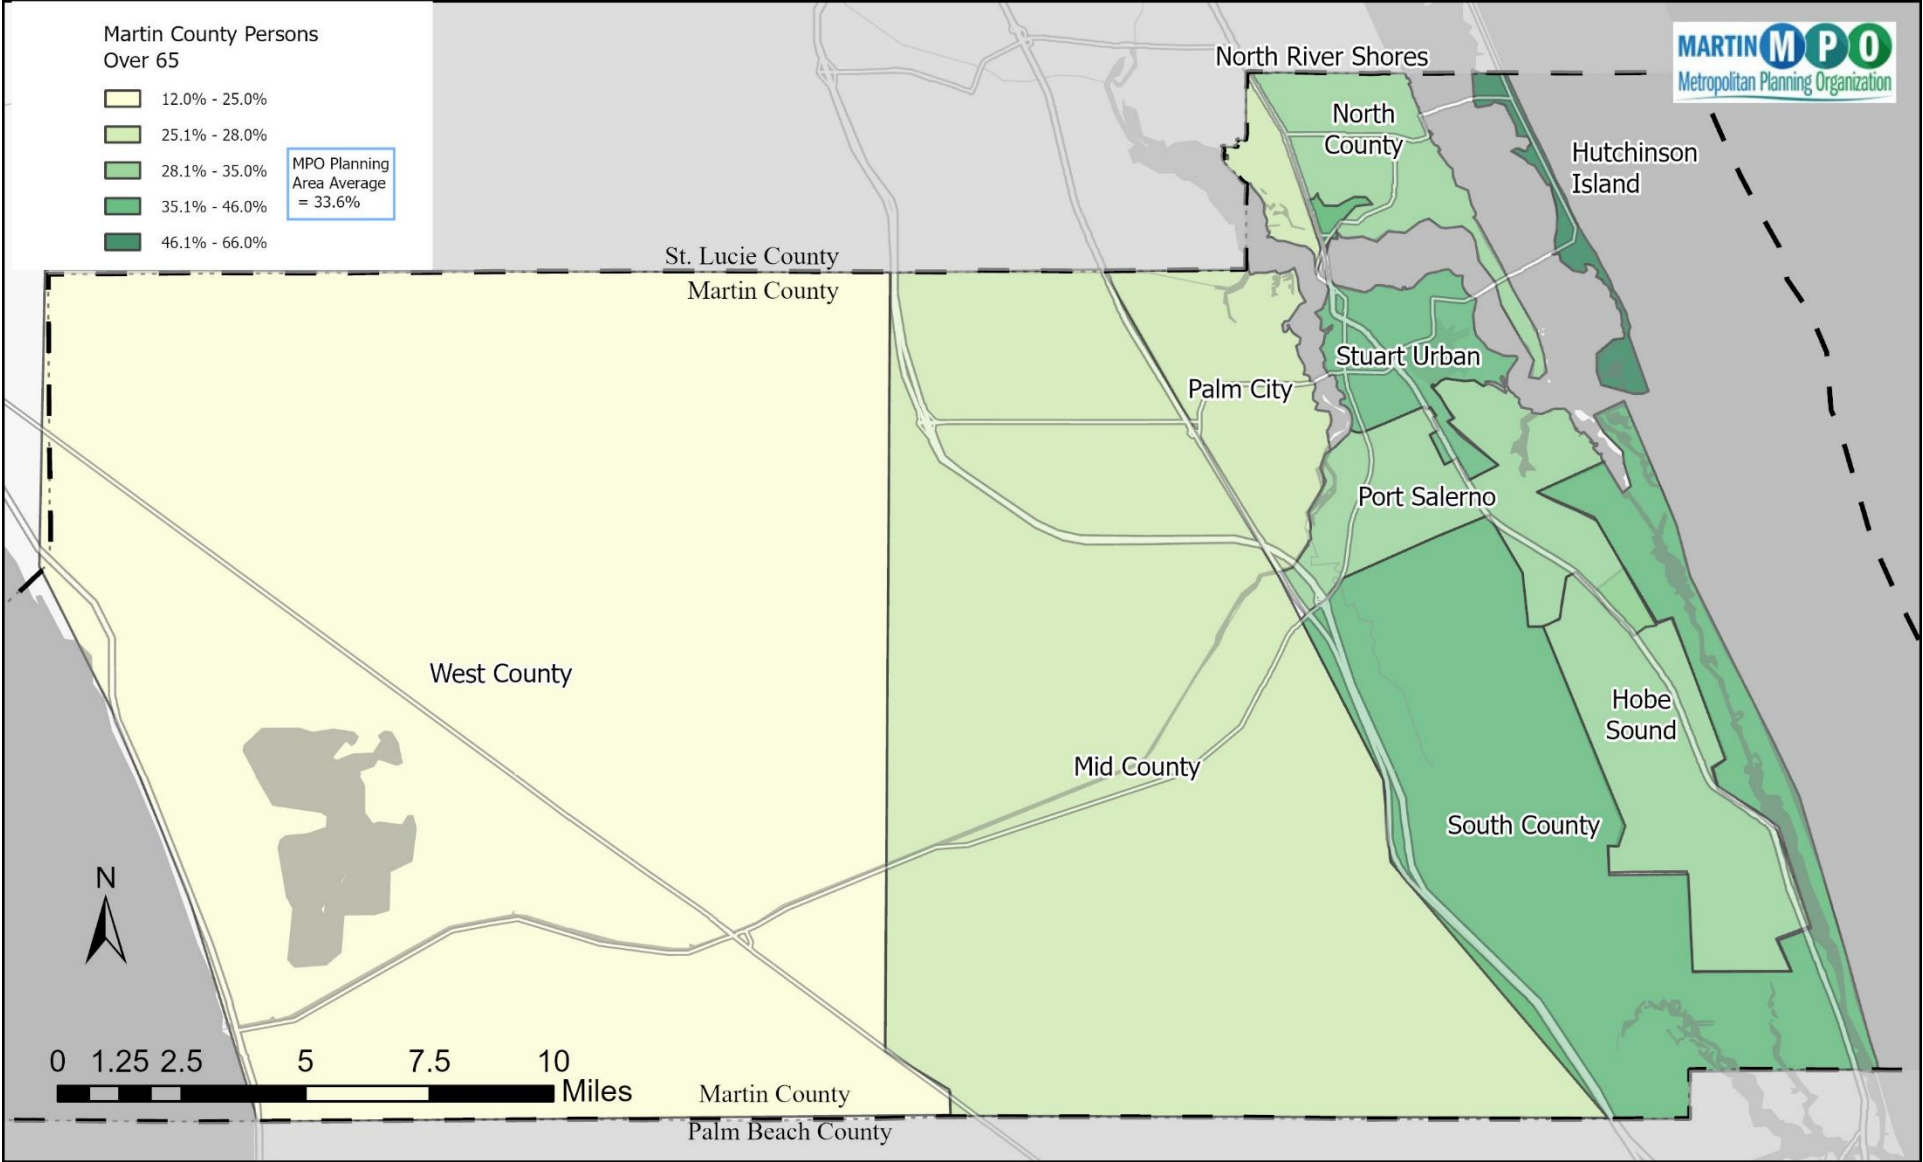 Martin County Persons
Over 65
12.0% - 25.0%
25.1% - 28.0%
28.1% - 35.0%
35.1% - 46.0%
46.1% - 66.0%
MPO Planning
Area Average
= 33.6%
MARTIN MPO
Metropolitan Planning Organization
North River Shores
North
County
Hutchinson
Island
St. Lucie County
Martin County
Stuart Urban
Palm City
Port Salerno
West County
Hobe
Sound
Mid County
South County
N
0 1.25 2.5 5 7.5 10
Miles
Martin County
Palm Beach County